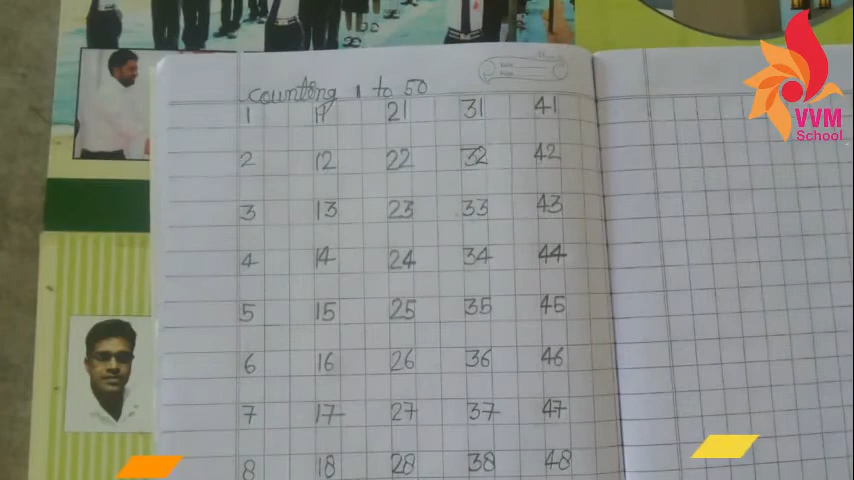 VVM
School
counting 1 to 50
1 11 21 31 41
2 12 22 32 42
3 13 23 33 43
4 14 24 34 44
5 15 25 35 45
6 16 26 36 46
7 17 27 37 47
8 18 28 38 48